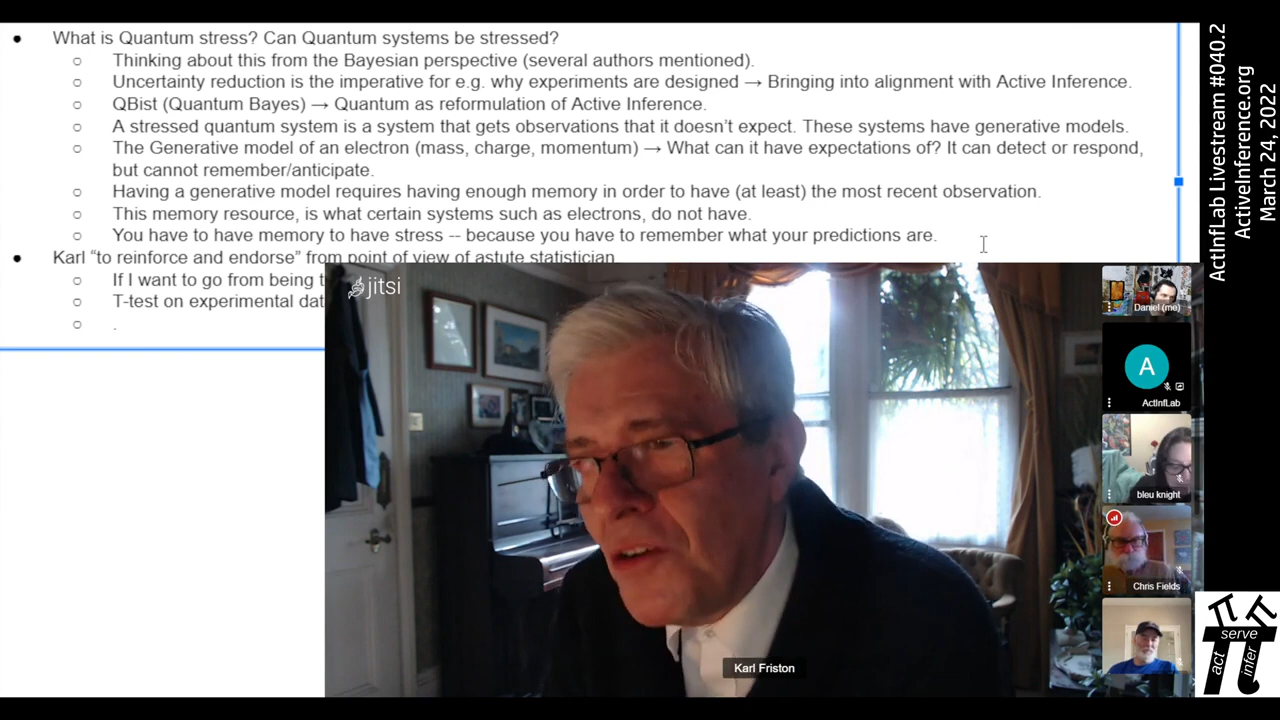 What is Quantum stress? Can Quantum systems be stressed?
Thinking about this from the Bayesian perspective (several authors mentioned).
Uncertainty reduction is the imperative for e.g. why experiments are designed → Bringing into alignment with Active Inference.
QBist (Quantum Bayes) → Quantum as reformulation of Active Inference.
A stressed quantum system is a system that gets observations that it doesn't expect. These systems have generative models.
The Generative model of an electron (mass, charge, momentum) → What can it have expectations of? It can detect or respond,
but cannot remember/anticipate.
Having a generative model requires having enough memory in order to have (at least) the most recent observation.
This memory resource, is what certain systems such as electrons, do not have.
You have to have memory to have stress -- because you have to remember what your predictions are.
Karl “to reinforce and endorse” from point of view of astute statistician
If I want to go from being
T-test on experimental dat
.
jitsi
Karl Friston
Daniel (me)
A
ActInfLab
bleu knight
Chris Fields
ActInfLab Livestream #040.2
ActiveInference.org
March 24, 2022
act
serve
infer